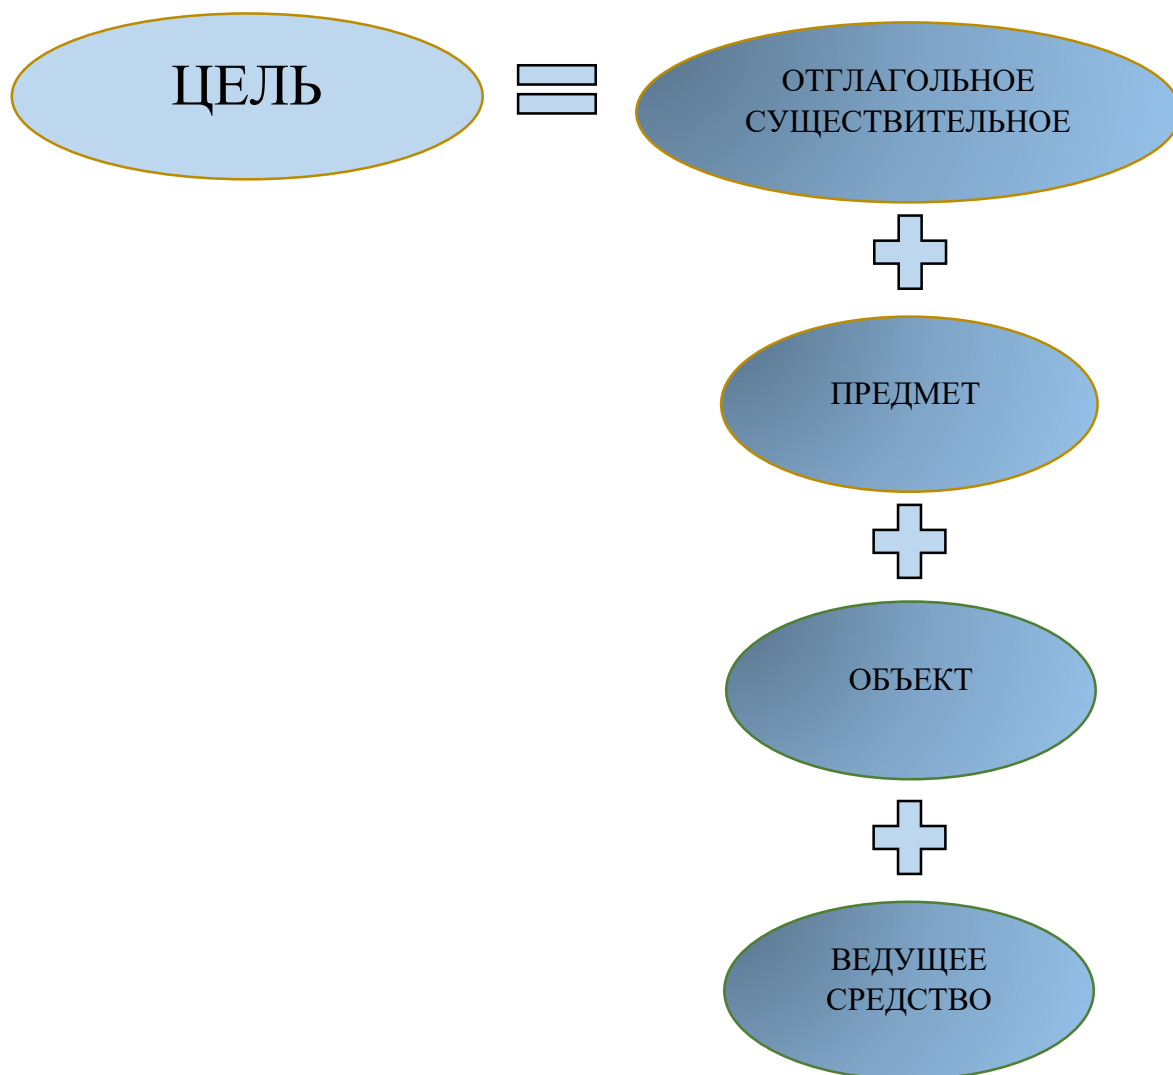 ЦЕЛЬ
ОТГЛАГОЛЬНОЕ
СУЩЕСТВИТЕЛЬНОЕ
ПРЕДМЕТ
ОБЪЕКТ
ВЕДУЩЕЕ
СРЕДСТВО